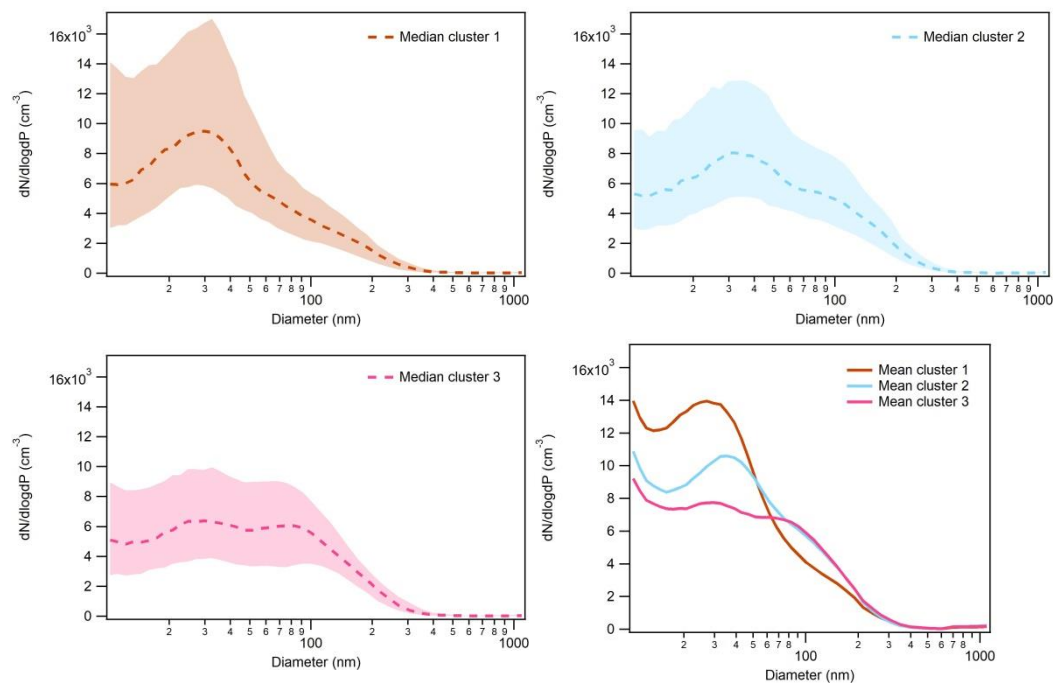 16x10³
14
12
10
8
6
4
2
0
dN/dlogdP (cm⁻³)
Median cluster 1
2 3 4 5 6 7 8 9 100 2 3 4 5 6 7 8 9 1000
Diameter (nm)
16x10³
14
12
10
8
6
4
2
0
dN/dlogdP (cm⁻³)
Median cluster 2
2 3 4 5 6 7 8 9 100 2 3 4 5 6 7 8 9 1000
Diameter (nm)
16x10³
14
12
10
8
6
4
2
0
dN/dlogdP (cm⁻³)
Median cluster 3
2 3 4 5 6 7 8 9 100 2 3 4 5 6 7 8 9 1000
Diameter (nm)
16x10³
14
12
10
8
6
4
2
0
dN/dlogdP (cm⁻³)
Mean cluster 1
Mean cluster 2
Mean cluster 3
2 3 4 5 6 7 8 9 100 2 3 4 5 6 7 8 9 1000
Diameter (nm)